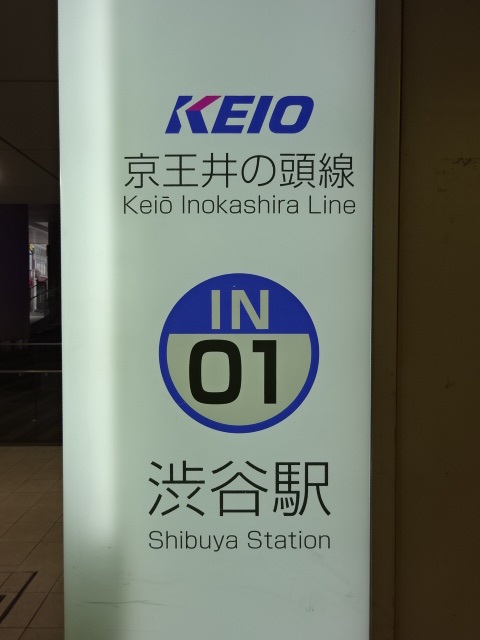 KEIO
京王井の頭線
Keiō Inokashira Line
IN
01
渋谷駅
Shibuya Station